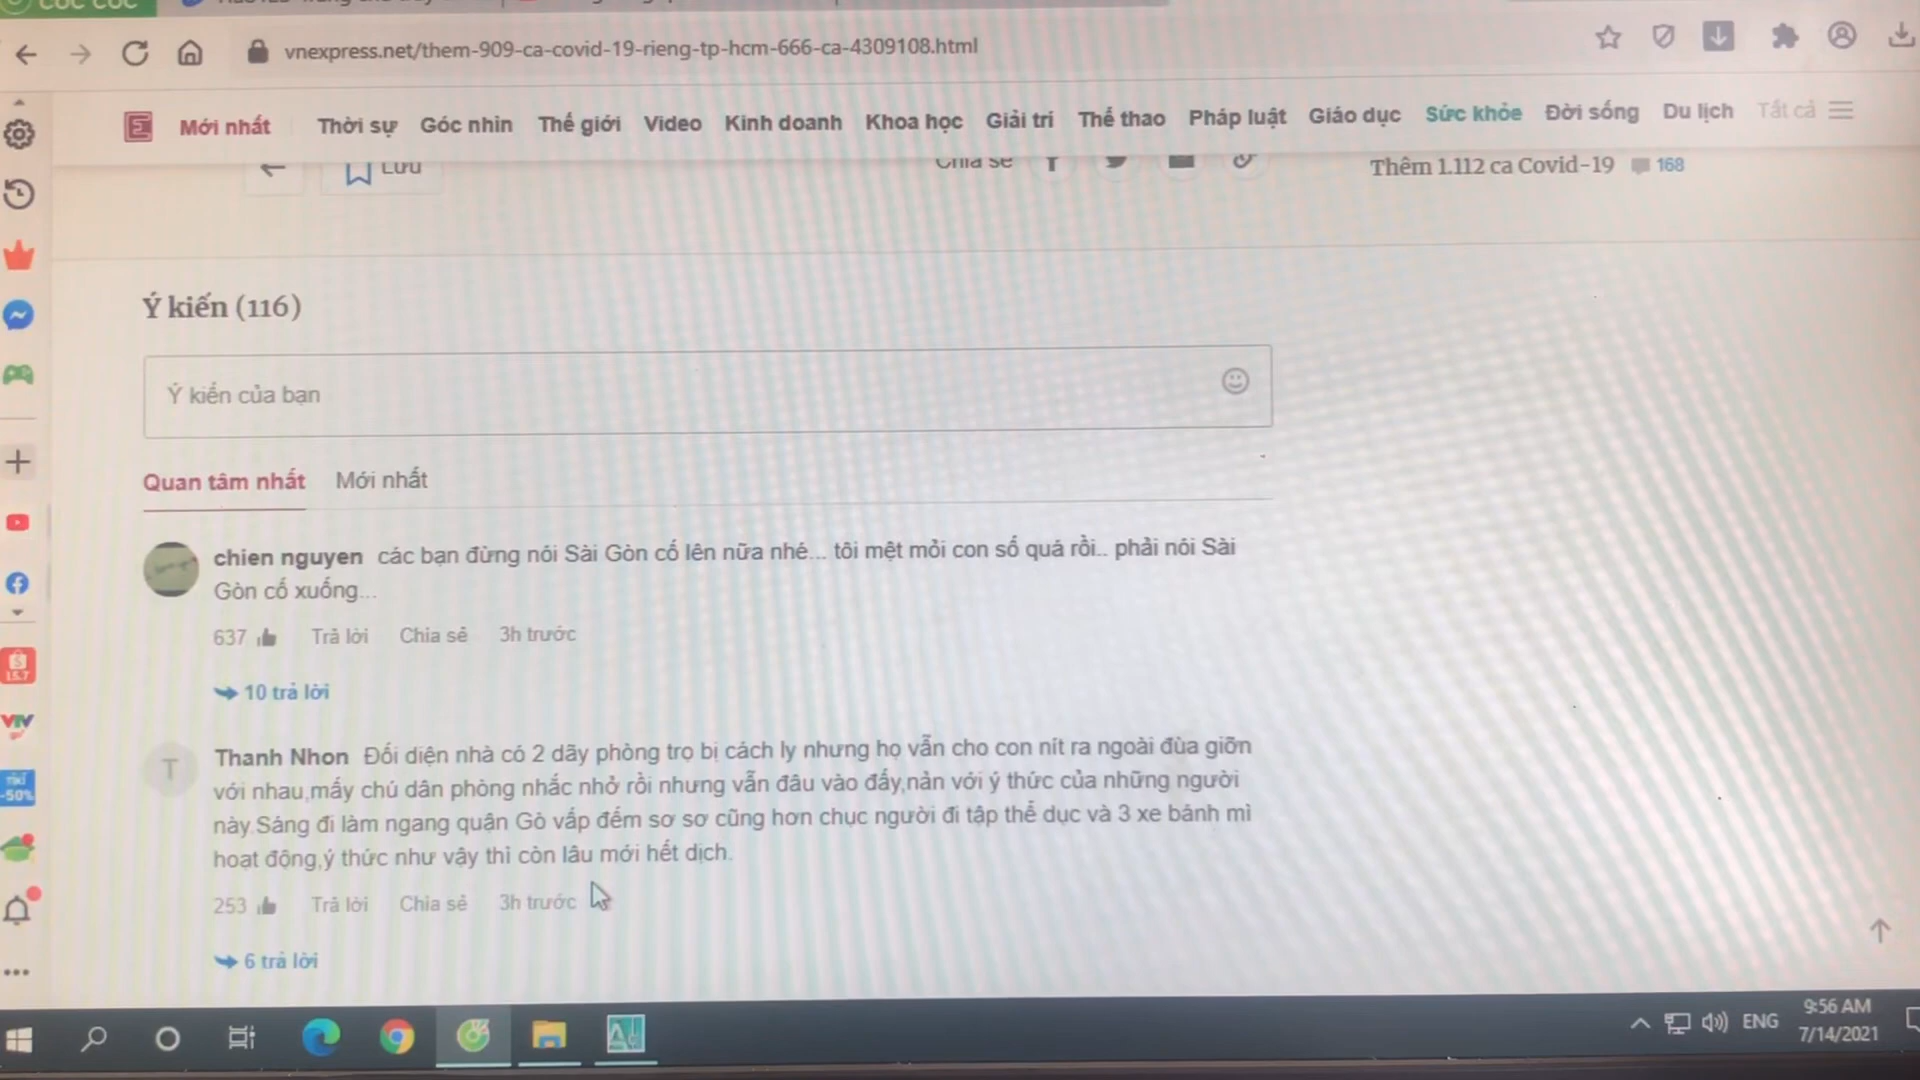 CỐC CỐC
vnexpress.net/them-909-ca-covid-19-rieng-tp-hcm-666-ca-4309108.html
E Mới nhất Thời sự Góc nhìn Thế giới Video Kinh doanh Khoa học Giải trí Thể thao Pháp luật Giáo dục Sức khỏe Đời sống Du lịch Tất cả
Lưu Chia sẻ Thêm 1.112 ca Covid-19 168
Ý kiến (116)
Ý kiến của bạn
Quan tâm nhất Mới nhất
chien nguyen các bạn đừng nói Sài Gòn cố lên nữa nhé... tôi mệt mỏi con số quá rồi.. phải nói Sài
Gòn cố xuống...
637 Trả lời Chia sẻ 3h trước
10 trả lời
T
Thanh Nhon Đối diện nhà có 2 dãy phòng trọ bị cách ly nhưng họ vẫn cho con nít ra ngoài đùa giỡn
với nhau,mấy chú dân phòng nhắc nhở rồi nhưng vẫn đâu vào đấy,nản với ý thức của những người
này.Sáng đi làm ngang quận Gò vấp đếm sơ sơ cũng hơn chục người đi tập thể dục và 3 xe bánh mì
hoạt động,ý thức như vậy thì còn lâu mới hết dịch.
253 Trả lời Chia sẻ 3h trước
6 trả lời
15.7
VTV
TIKI
-50%
ENG
9:56 AM
7/14/2021